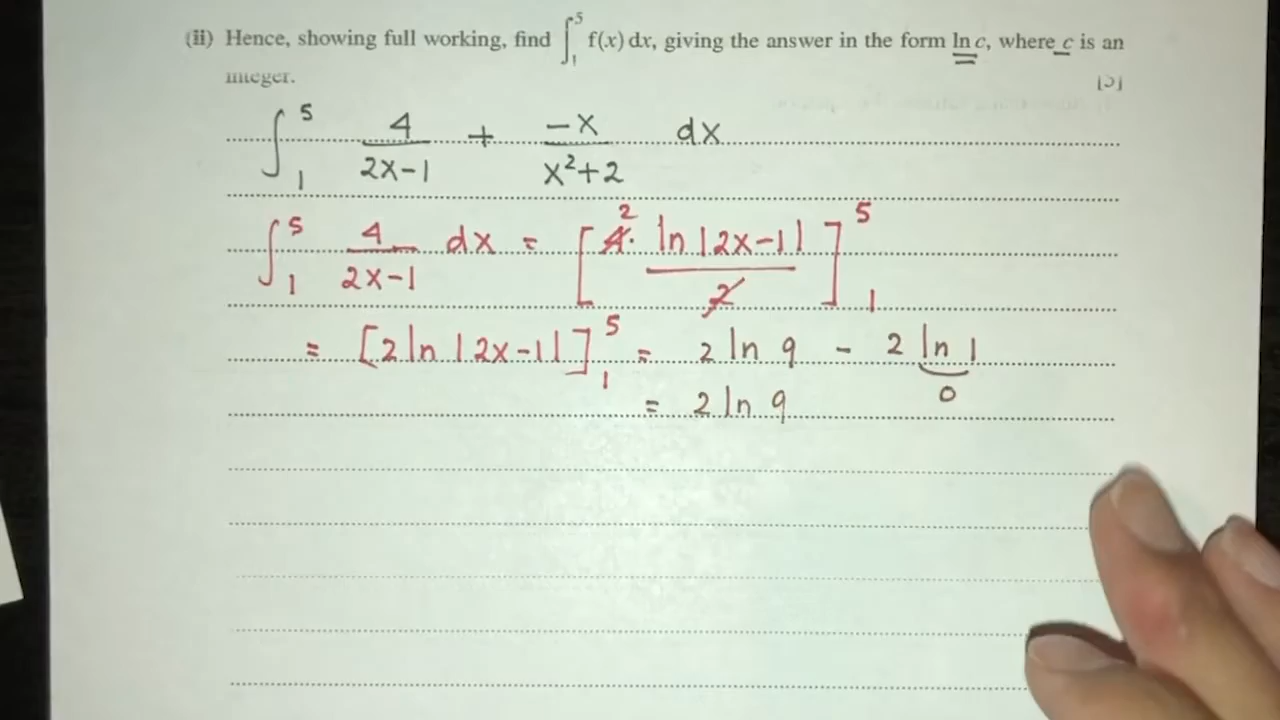 (ii) Hence, showing full working, find ∫₁⁵ f(x) dx, giving the answer in the form ln c, where c is an
integer. [5]
∫₁⁵ 4/(2x-1) + -x/(x²+2) dx
∫₁⁵ 4/(2x-1) dx = [4̸² · ln|2x-1|/2̸]₁⁵
= [2 ln |2x-1|]₁⁵ = 2 ln 9 - 2 ln 1
= 2 ln 9 0